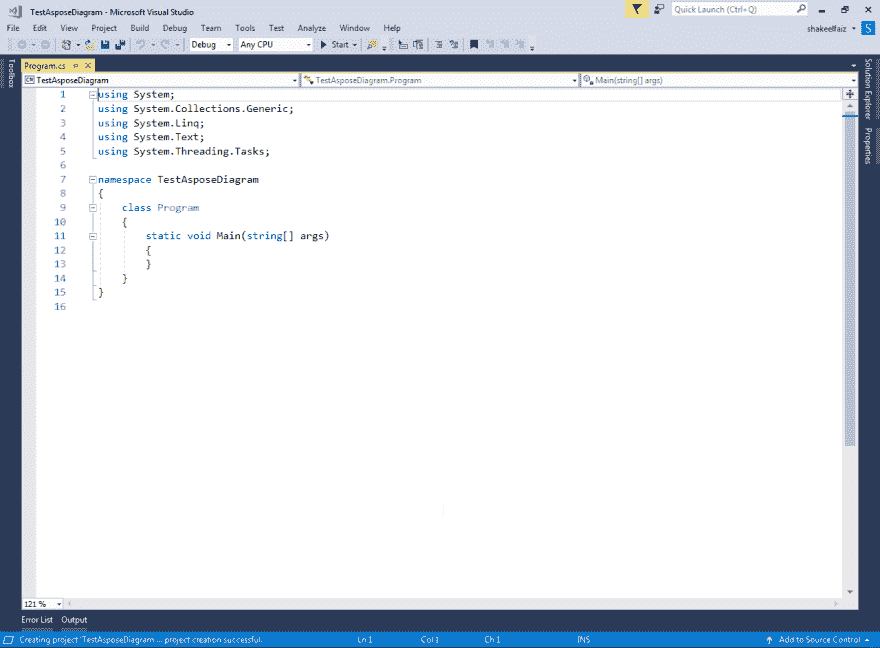 TestAsposeDiagram - Microsoft Visual Studio
Quick Launch (Ctrl+Q)
File Edit View Project Build Debug Team Tools Test Analyze Window Help
shakeelfaiz S
Debug Any CPU Start
Toolbox
Program.cs
Solution Explorer
TestAsposeDiagram TestAsposeDiagram.Program Main(string[] args)
Properties
1 using System;
2 using System.Collections.Generic;
3 using System.Linq;
4 using System.Text;
5 using System.Threading.Tasks;
6
7 namespace TestAsposeDiagram
8 {
9 class Program
10 {
11 static void Main(string[] args)
12 {
13 }
14 }
15 }
16
121 %
Error List Output
Creating project 'TestAsposeDiagram ... project creation successful. Ln 1 Col 1 Ch 1 INS Add to Source Control